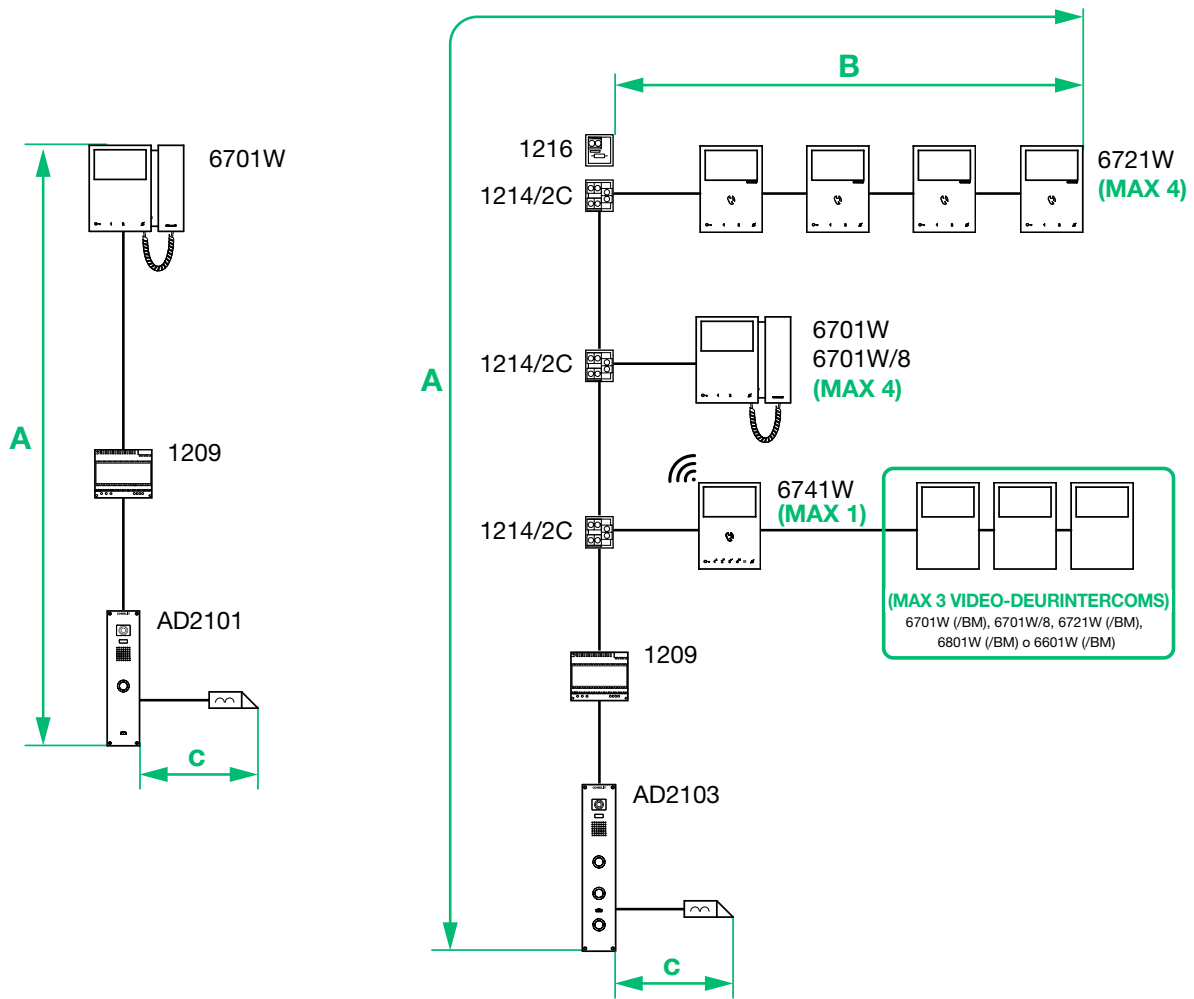 6701W
A
1209
AD2101
C
A
B
1216
1214/2C
6721W
(MAX 4)
1214/2C
6701W
6701W/8
(MAX 4)
1214/2C
6741W
(MAX 1)
(MAX 3 VIDEO-DEURINTERCOMS)
6701W (/BM), 6701W/8, 6721W (/BM),
6801W (/BM) o 6601W (/BM)
1209
AD2103
C